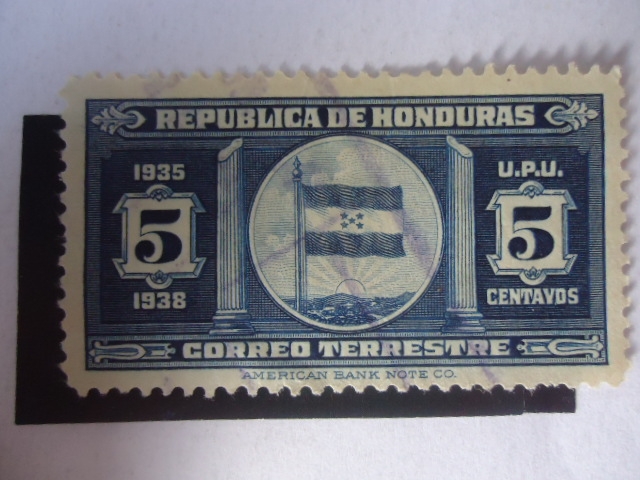 REPUBLICA DE HONDURAS
1935
5
1938
U.P.U.
5
CENTAVOS
CORREO TERRESTRE
AMERICAN BANK NOTE CO.